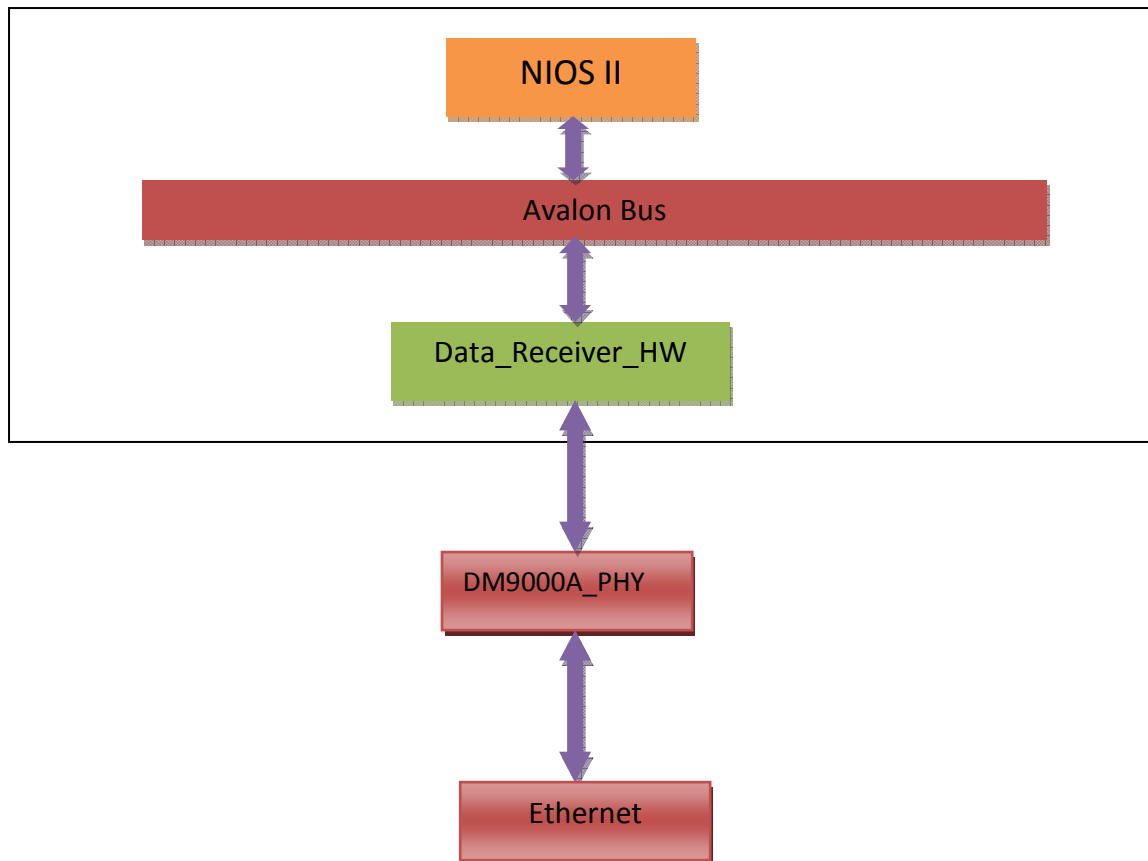 NIOS II
Avalon Bus
Data_Receiver_HW
DM9000A_PHY
Ethernet